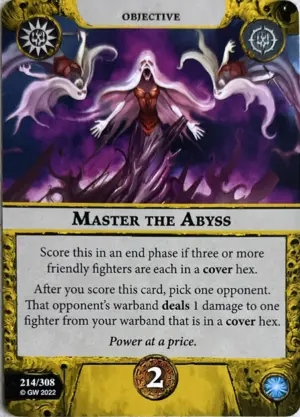 OBJECTIVE
MASTER THE ABYSS
Score this in an end phase if three or more
friendly fighters are each in a cover hex.
After you score this card, pick one opponent.
That opponent's warband deals 1 damage to one
fighter from your warband that is in a cover hex.
Power at a price.
214/308
© GW 2022
2